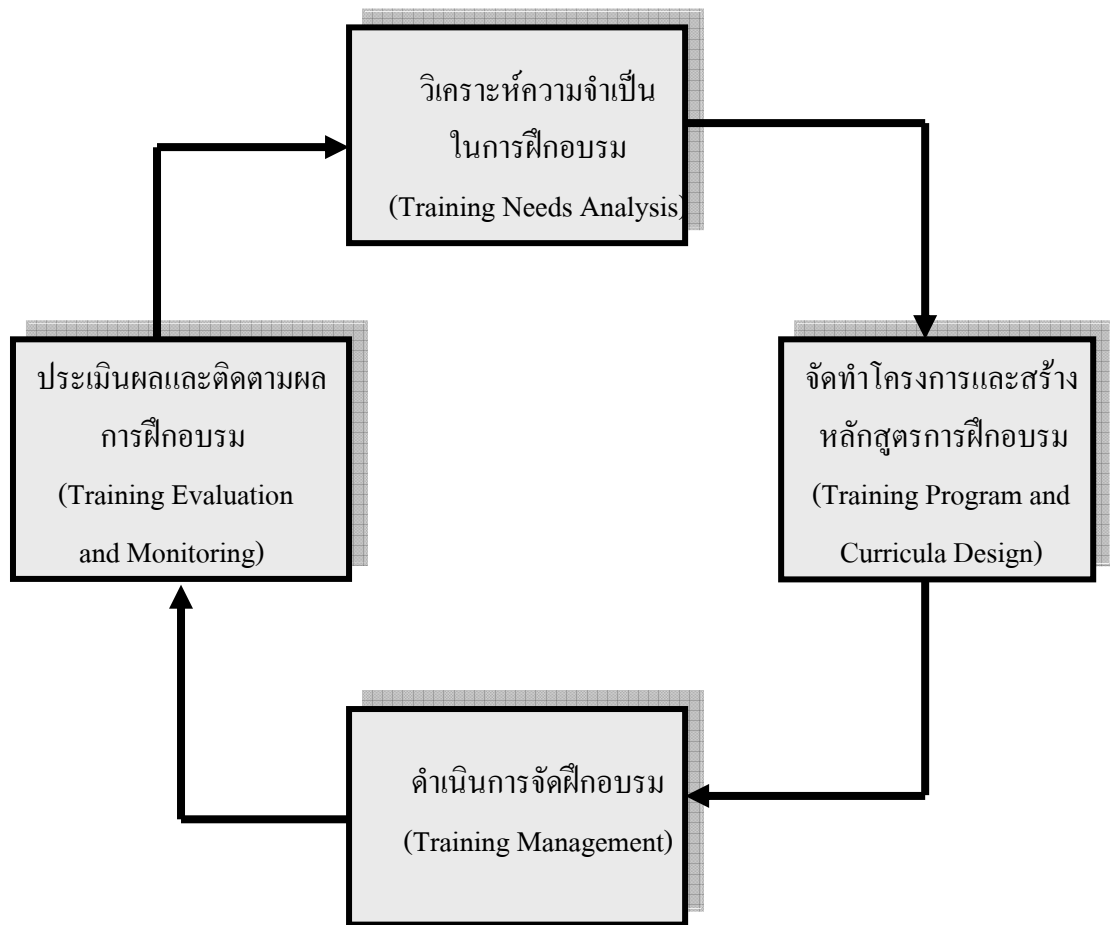 วิเคราะห์ความจำเป็น
ในการฝึกอบรม
(Training Needs Analysis)
จัดทำโครงการและสร้าง
หลักสูตรการฝึกอบรม
(Training Program and
Curricula Design)
ดำเนินการจัดฝึกอบรม
(Training Management)
ประเมินผลและติดตามผล
การฝึกอบรม
(Training Evaluation
and Monitoring)